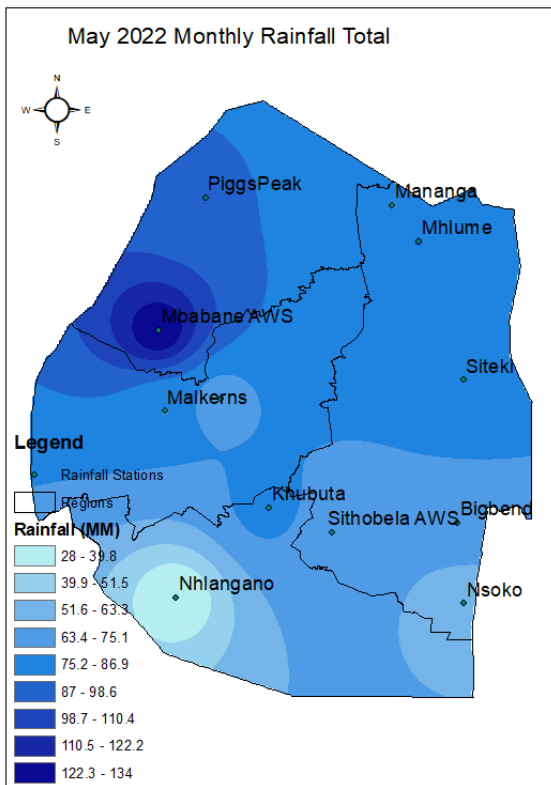 May 2022 Monthly Rainfall Total
N
W E
S
PiggsPeak
Mananga
Mhlume
Mbabane AWS
Siteki
Malkerns
Legend
Rainfall Stations
Regions
Khubuta
Sithobela AWS
Bigbend
Rainfall (MM)
28 - 39.8
39.9 - 51.5
51.6 - 63.3
63.4 - 75.1
75.2 - 86.9
87 - 98.6
98.7 - 110.4
110.5 - 122.2
122.3 - 134
Nhlangano
Nsoko